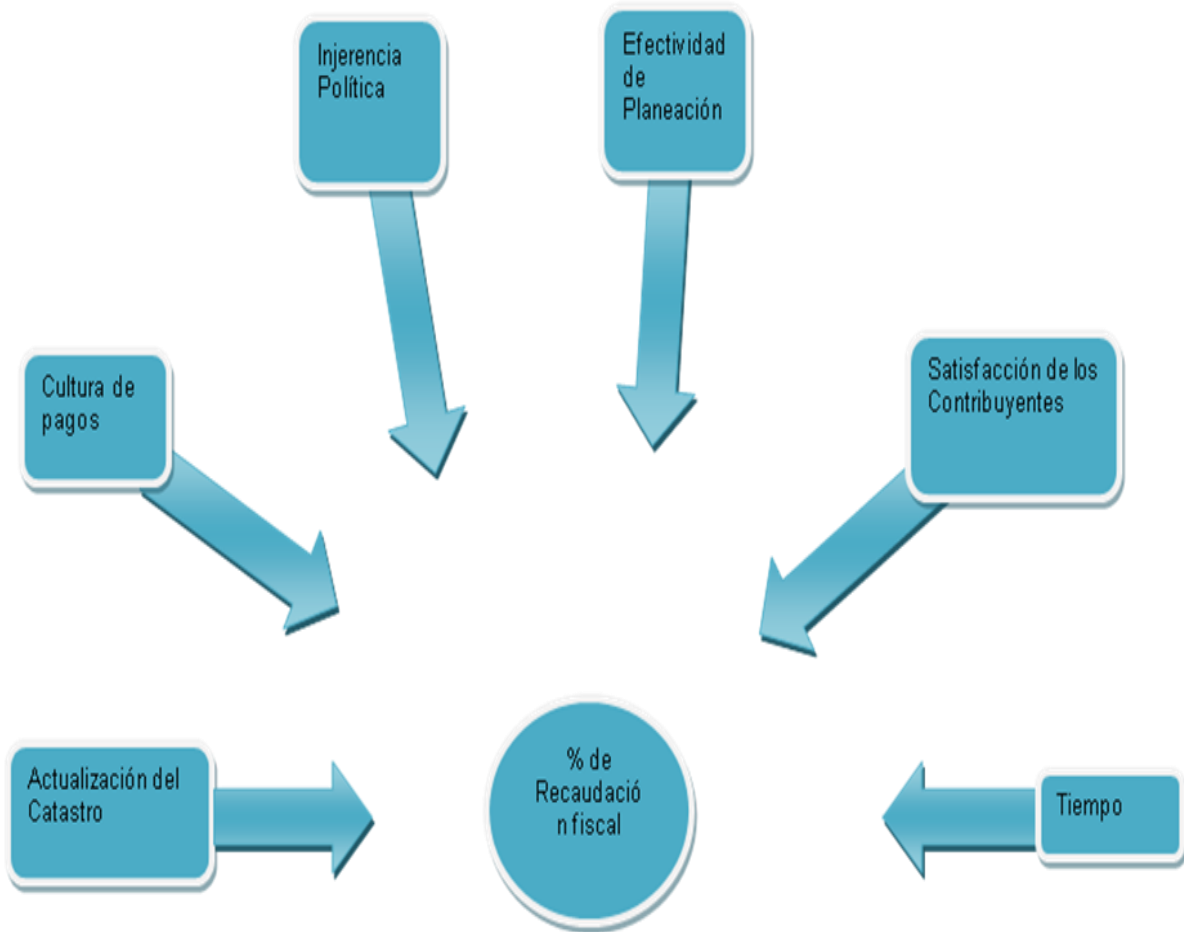 Injerencia
Política
Efectividad
de
Planeación
Cultura de
pagos
Satisfacción de los
Contribuyentes
Actualización del
Catastro
% de
Recaudació
n fiscal
Tiempo